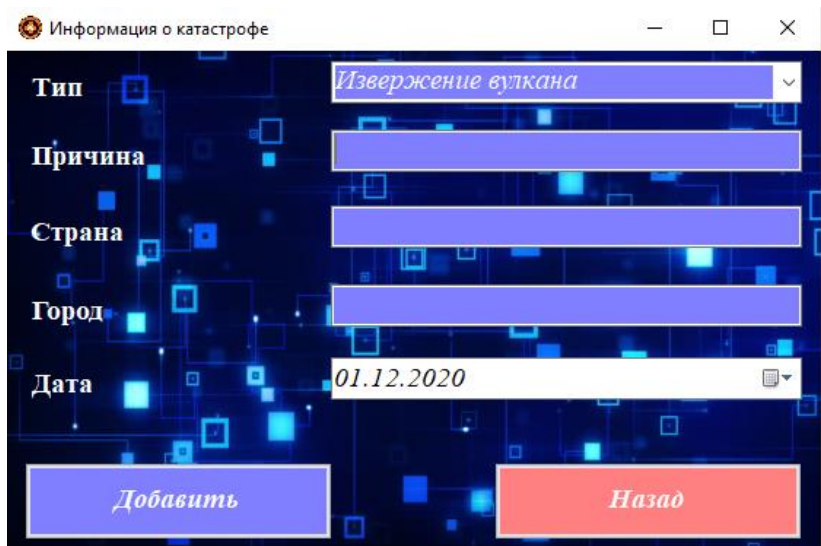 Информация о катастрофе
Тип Извержение вулкана
Причина
Страна
Город
Дата 01.12.2020
Добавить Назад